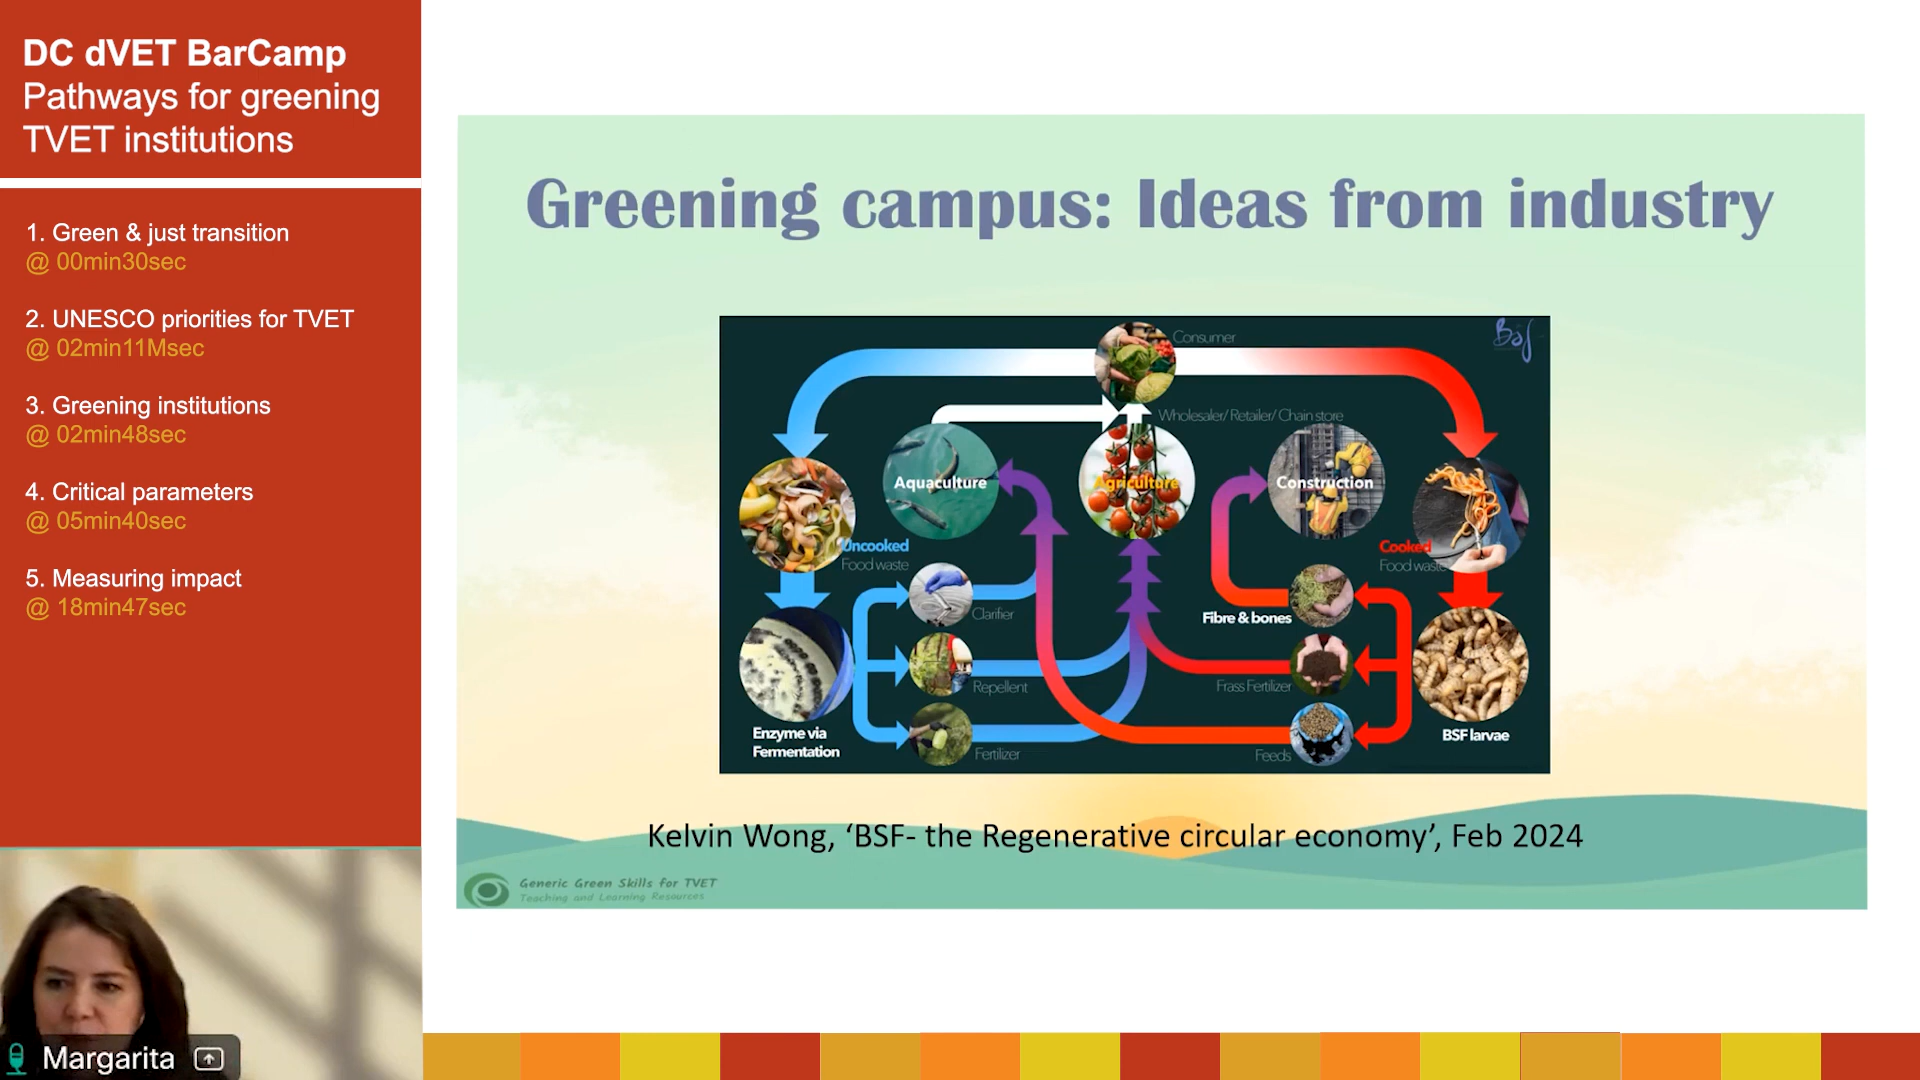 DC dVET BarCamp
Pathways for greening
TVET institutions
1. Green & just transition
@ 00min30sec
2. UNESCO priorities for TVET
@ 02min11Msec
3. Greening institutions
@ 02min48sec
4. Critical parameters
@ 05min40sec
5. Measuring impact
@ 18min47sec
Margarita
Greening campus: Ideas from industry
Consumer
Wholesaler/ Retailer/ Chain store
Aquaculture
Agriculture
Construction
Uncooked
Food waste
Cooked
Food waste
Clarifier
Fibre & bones
Repellent
Frass Fertilizer
Enzyme via
Fermentation
Fertilizer
Feeds
BSF larvae
Kelvin Wong, ‘BSF- the Regenerative circular economy’, Feb 2024
Generic Green Skills for TVET
Teaching and Learning Resources